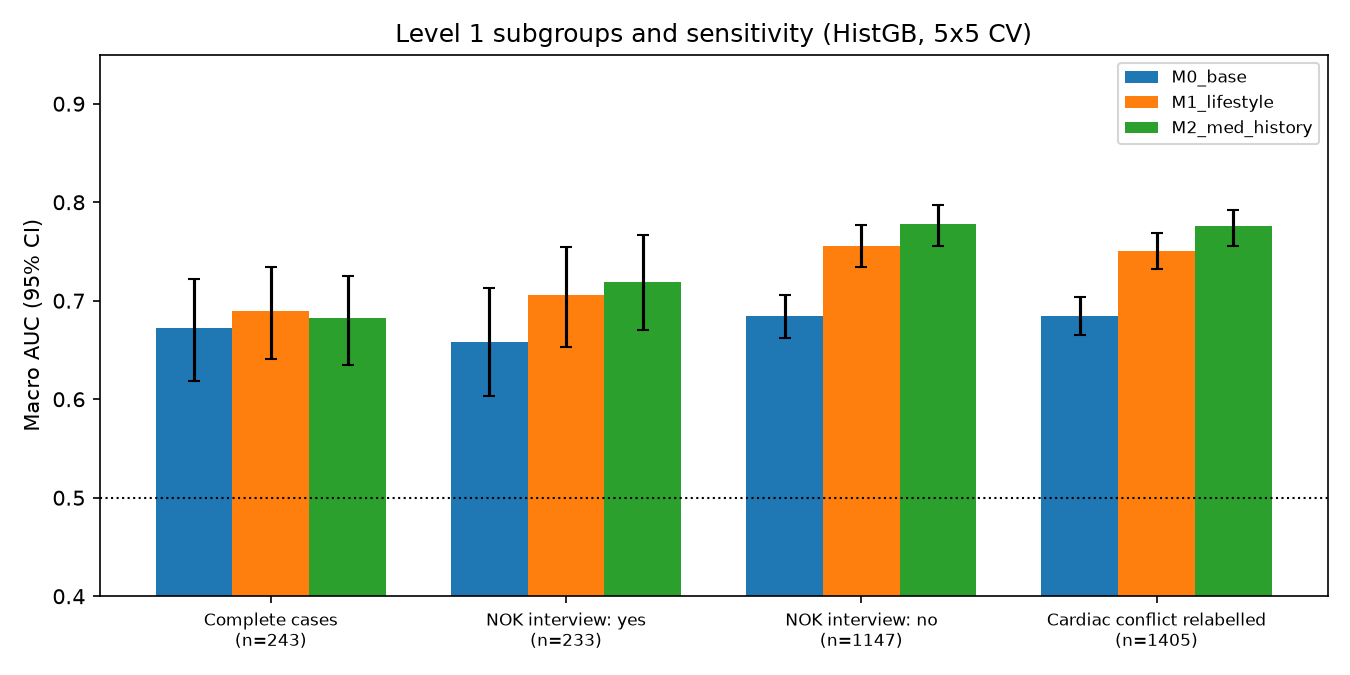 Level 1 subgroups and sensitivity (HistGB, 5x5 CV)
M0_base
M1_lifestyle
M2_med_history
Macro AUC (95% CI)
0.9
0.8
0.7
0.6
0.5
0.4
Complete cases
(n=243)
NOK interview: yes
(n=233)
NOK interview: no
(n=1147)
Cardiac conflict relabelled
(n=1405)